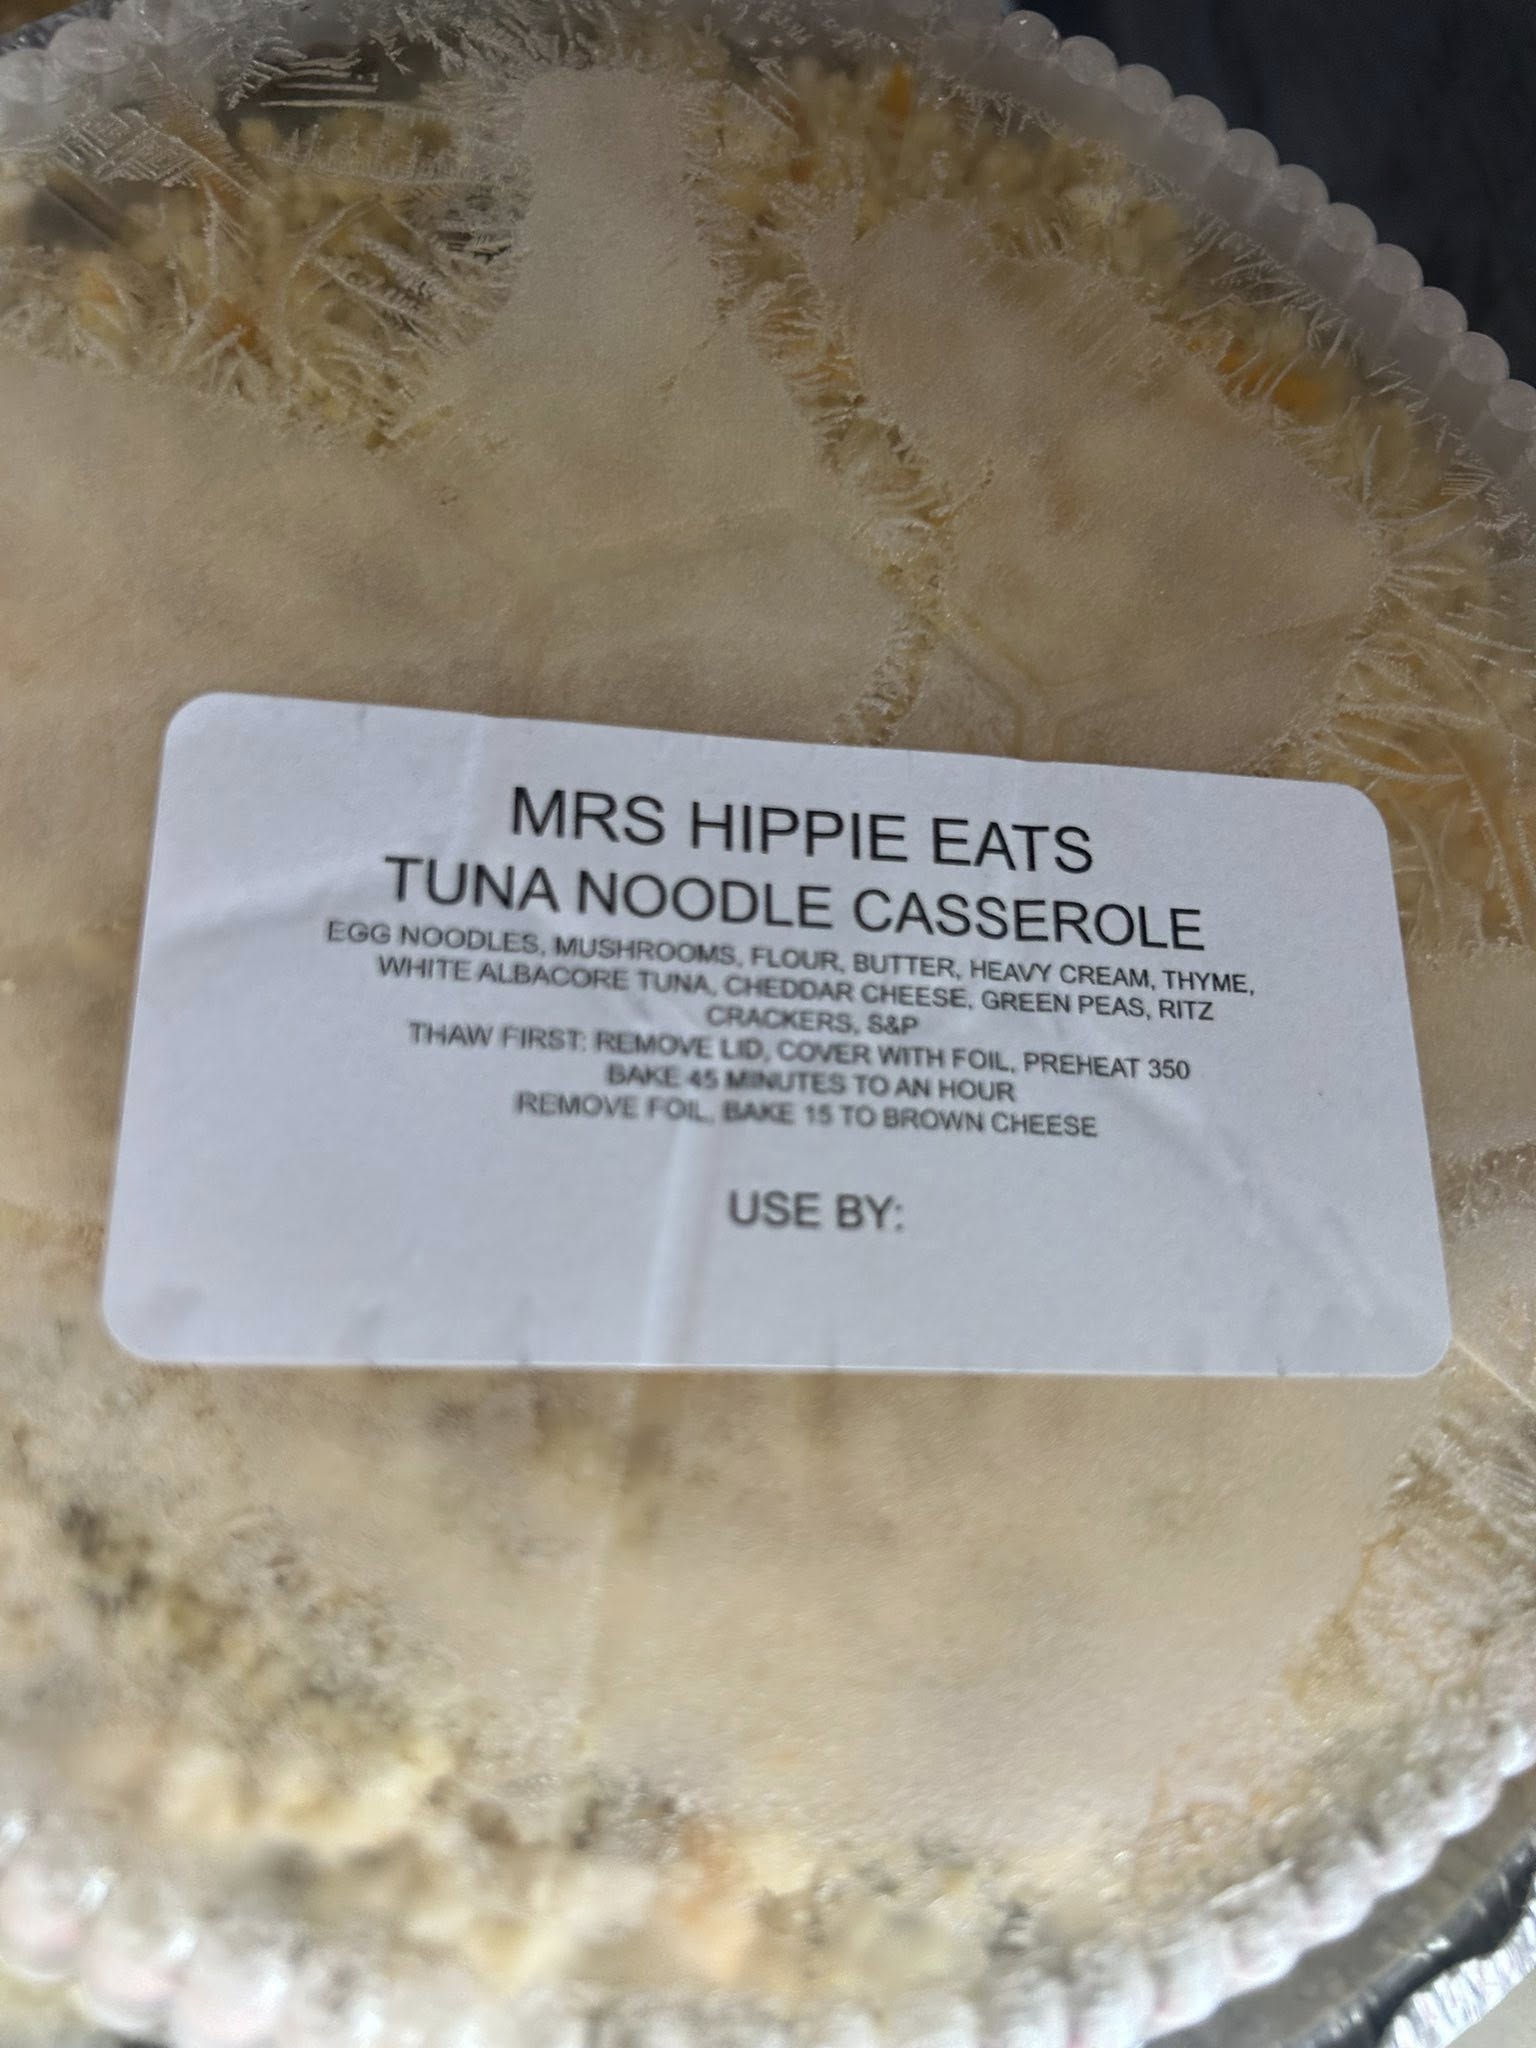 MRS HIPPIE EATS
TUNA NOODLE CASSEROLE
EGG NOODLES, MUSHROOMS, FLOUR, BUTTER, HEAVY CREAM, THYME,
WHITE ALBACORE TUNA, CHEDDAR CHEESE, GREEN PEAS, RITZ
CRACKERS, S&P
THAW FIRST: REMOVE LID, COVER WITH FOIL, PREHEAT 350
BAKE 45 MINUTES TO AN HOUR
REMOVE FOIL, BAKE 15 TO BROWN CHEESE
USE BY: